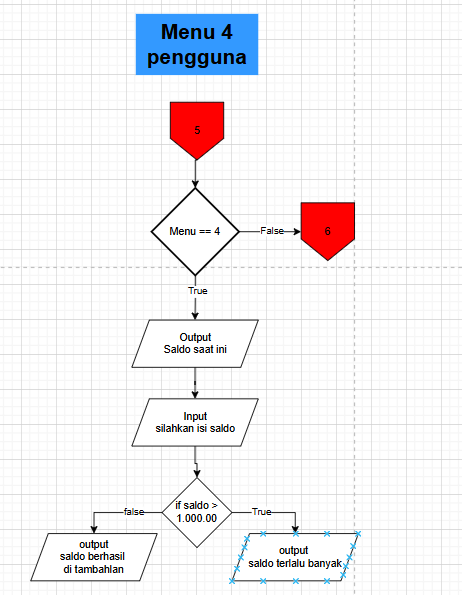 Menu 4
pengguna
5
Menu == 4
False
6
True
Output
Saldo saat ini
Input
silahkan isi saldo
if saldo >
1.000.00
false
True
output
saldo berhasil
di tambahlan
output
saldo terlalu banyak